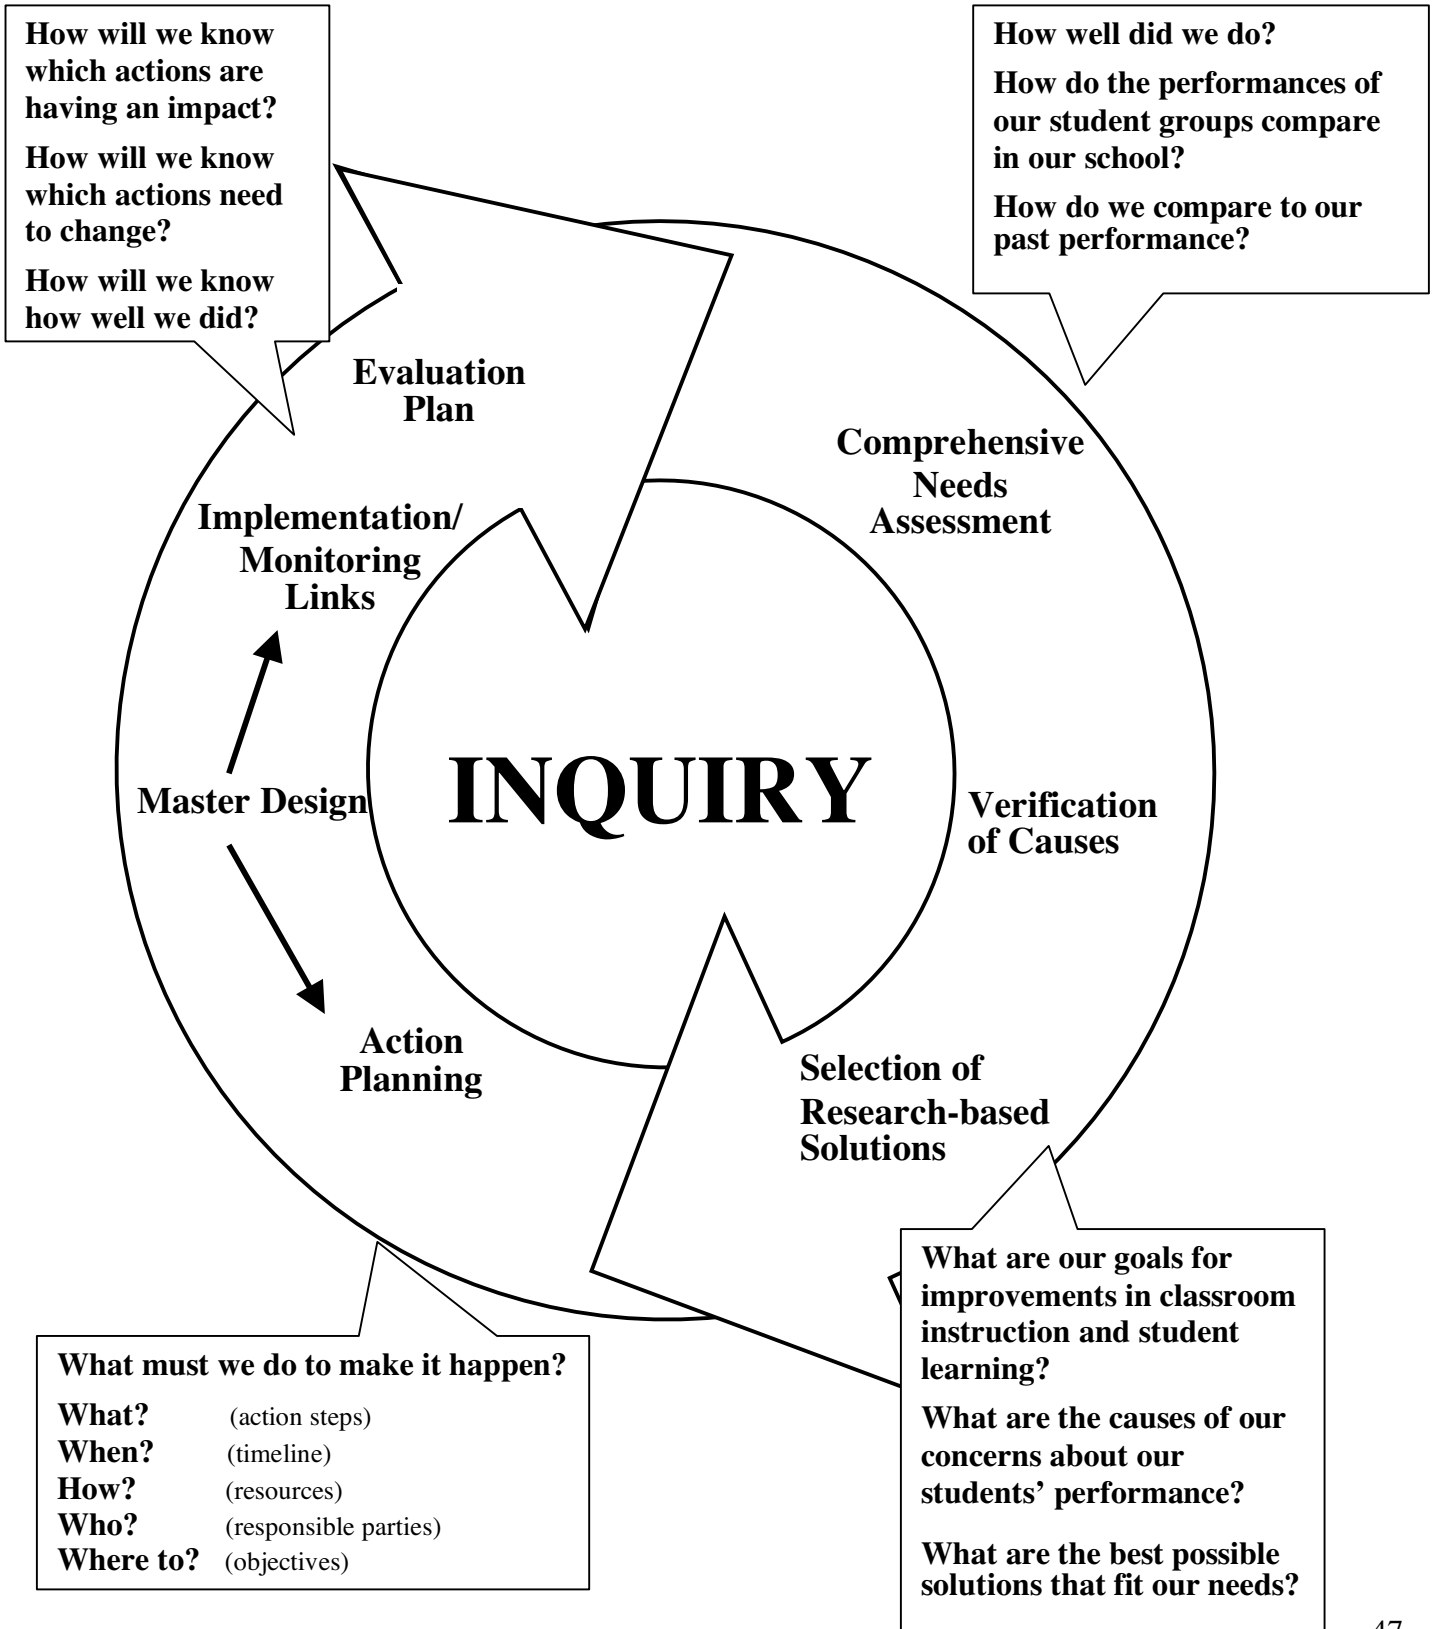 How will we know
which actions are
having an impact?
How will we know
which actions need
to change?
How will we know
how well we did?
How well did we do?
How do the performances of
our student groups compare
in our school?
How do we compare to our
past performance?
Evaluation
Plan
Comprehensive
Needs
Assessment
Implementation/
Monitoring
Links
Master Design
INQUIRY
Verification
of Causes
Action
Planning
Selection of
Research-based
Solutions
What must we do to make it happen?
What? (action steps)
When? (timeline)
How? (resources)
Who? (responsible parties)
Where to? (objectives)
What are our goals for
improvements in classroom
instruction and student
learning?
What are the causes of our
concerns about our
students’ performance?
What are the best possible
solutions that fit our needs?
47